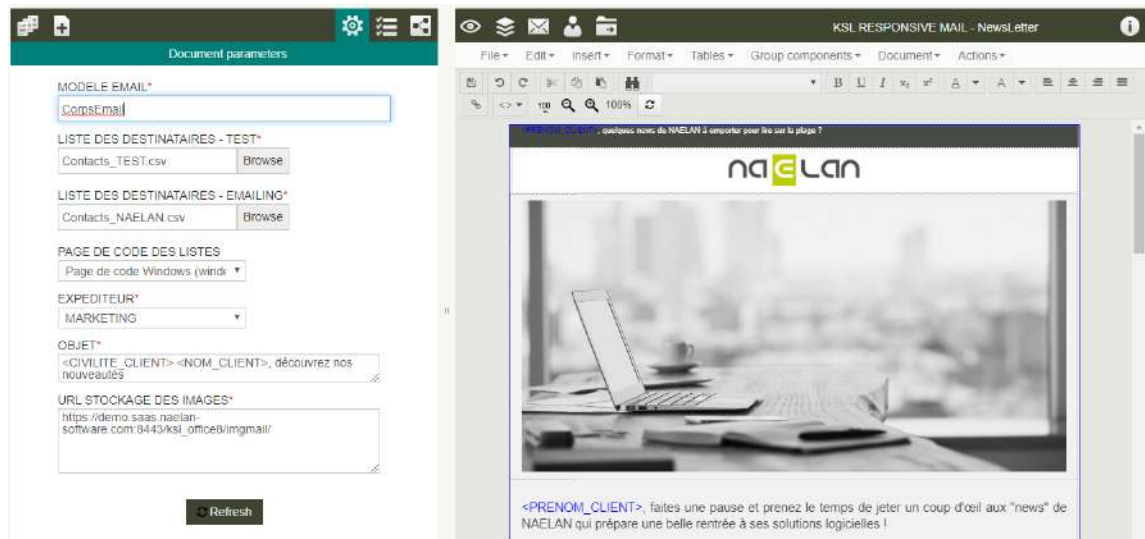 Document parameters
MODELE EMAIL*
CorpsEmail
LISTE DES DESTINATAIRES - TEST*
Contacts_TEST.csv Browse
LISTE DES DESTINATAIRES - EMAILING*
Contacts_NAELAN.csv Browse
PAGE DE CODE DES LISTES
Page de code Windows (windo
EXPEDITEUR*
MARKETING
OBJET*
<CIVILITE_CLIENT> <NOM_CLIENT>, découvrez nos
nouveautés
URL STOCKAGE DES IMAGES*
https://demo.saas.naelan-
software.com:8443/ksl_office8/imgmail/
Refresh
KSL RESPONSIVE MAIL - NewsLetter
File Edit Insert Format Tables Group components Document Actions
B U I x₂ x² A A
100%
<PRENOM_CLIENT>, quelques news de NAELAN à emporter pour lire sur la plage ?
naelan
<PRENOM_CLIENT>, faites une pause et prenez le temps de jeter un coup d'œil aux "news" de
NAELAN qui prépare une belle rentrée à ses solutions logicielles !